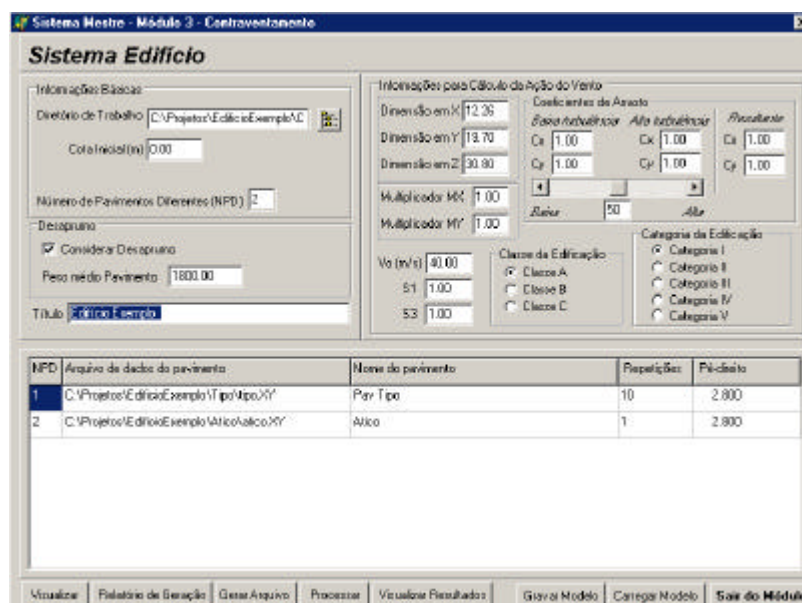 Sistema Mestre - Módulo 3 - Contraventamento
Sistema Edifício
Informações Básicas
Diretório de Trabalho C:\Projetos\EdificioExemplo\C
Cota Inicial(m) 0.00
Número de Pavimentos Diferentes (NPD) 2
Desaprumo
Considerar Desaprumo
Peso médio Pavimento 1800.00
Título Edifício Exemplo
Informações para Cálculo da Ação do Vento
Dimensão em X 12.26
Dimensão em Y 19.70
Dimensão em Z 30.80
Multiplicador MX 1.00
Multiplicador MY 1.00
Vo (m/s) 40.00
S1 1.00
S3 1.00
Coeficientes de Arrasto
Baixa turbulência Alta turbulência Resultante
Cx 1.00 Cx 1.00 Cx 1.00
Cy 1.00 Cy 1.00 Cy 1.00
Baixa 50 Alta
Classe da Edificação
Classe A
Classe B
Classe C
Categoria da Edificação
Categoria I
Categoria II
Categoria III
Categoria IV
Categoria V
NPD Arquivo de dados do pavimento Nome do pavimento Repetições Pé-direito
1 C:\Projetos\EdificioExemplo\Tipo\tipo.XY Pav Tipo 10 2.800
2 C:\Projetos\EdificioExemplo\Atico\atico.XY Atico 1 2.800
Visualizar Relatório de Geração Gerar Arquivo Processar Visualizar Resultados Gravar Modelo Carregar Modelo Sair do Módulo